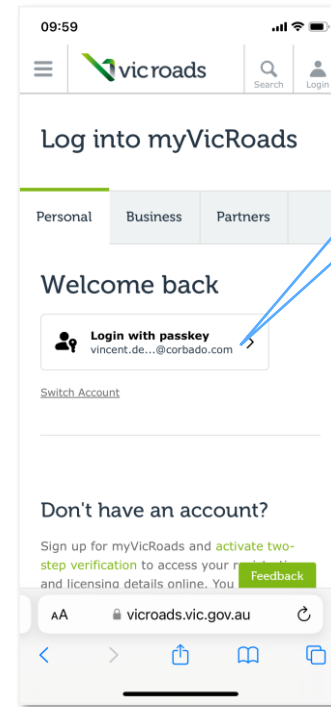 09:59
vic roads
Search
Login
Log into myVicRoads
Personal Business Partners
Welcome back
Login with passkey
vincent.de...@corbado.com
Switch Account
Don't have an account?
Sign up for myVicRoads and activate two-
step verification to access your
and licensing details online. You
Feedback
AA vicroads.vic.gov.au